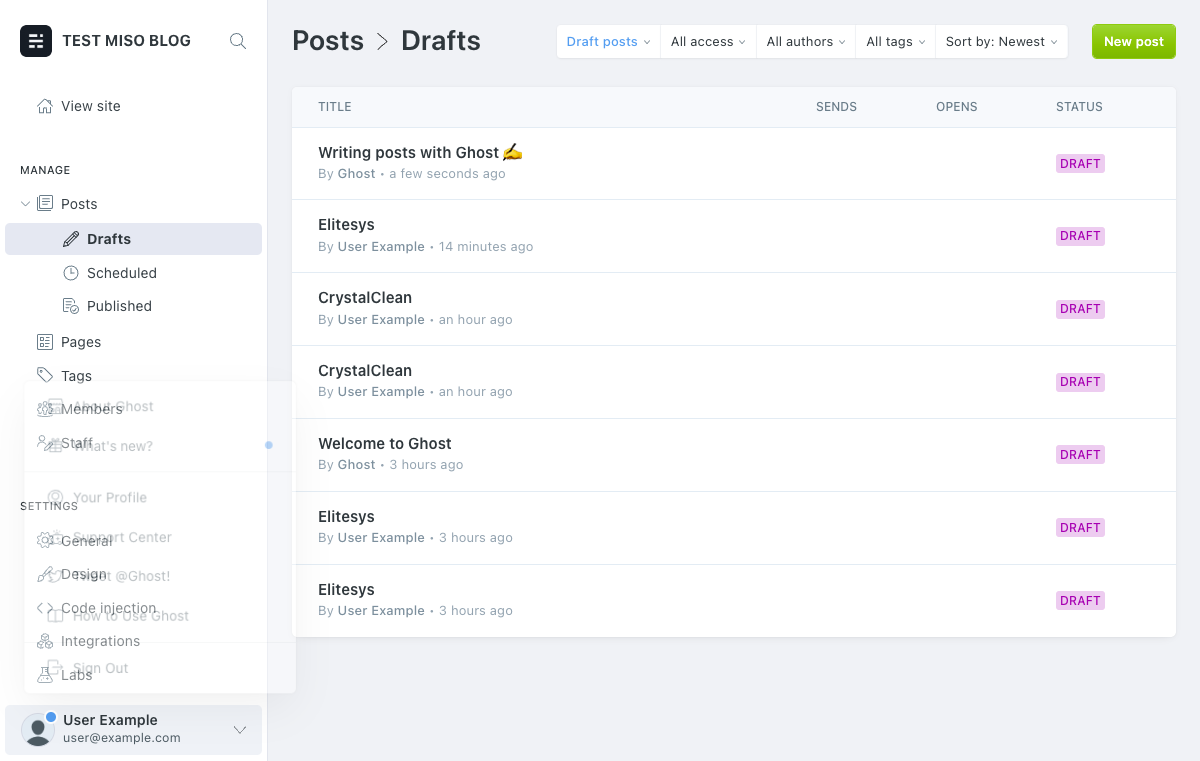 TEST MISO BLOG
View site
MANAGE
Posts
Drafts
Scheduled
Published
Pages
Tags
Members
About Ghost
Staff
What's new?
Your Profile
SETTINGS
Support Center
General
Tweet @Ghost!
Design
Code injection
How to Use Ghost
Integrations
Sign Out
Labs
User Example
user@example.com
Posts > Drafts
Draft posts
All access
All authors
All tags
Sort by: Newest
New post
TITLE SENDS OPENS STATUS
Writing posts with Ghost ✍️
By Ghost • a few seconds ago
DRAFT
Elitesys
By User Example • 14 minutes ago
DRAFT
CrystalClean
By User Example • an hour ago
DRAFT
CrystalClean
By User Example • an hour ago
DRAFT
Welcome to Ghost
By Ghost • 3 hours ago
DRAFT
Elitesys
By User Example • 3 hours ago
DRAFT
Elitesys
By User Example • 3 hours ago
DRAFT